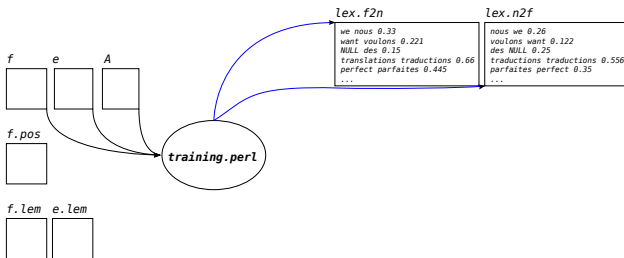 lex.f2n
we nous 0.33
want voulons 0.221
NULL des 0.15
translations traductions 0.66
perfect parfaites 0.445
...
lex.n2f
nous we 0.26
voulons want 0.122
des NULL 0.25
traductions traductions 0.556
parfaites perfect 0.35
...
f e A
training.perl
f.pos
f.lem e.lem